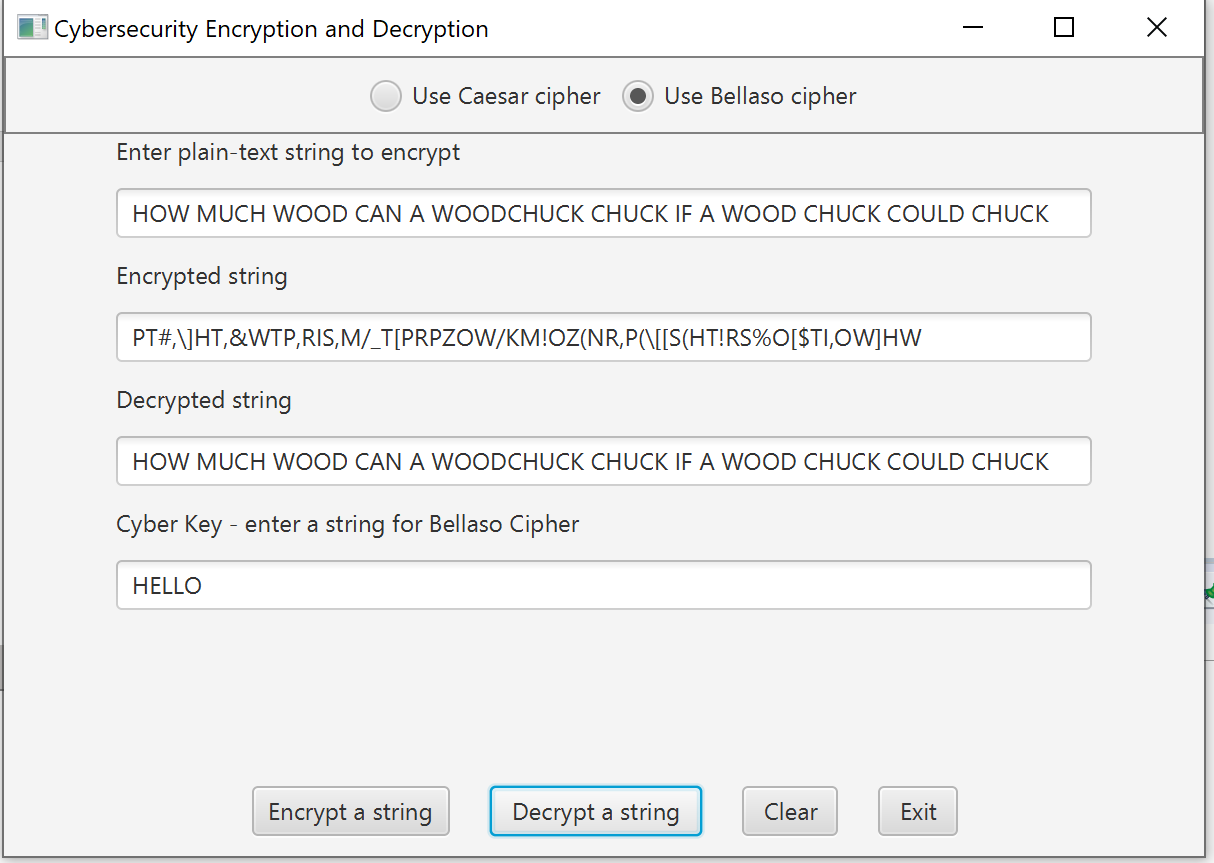 Cybersecurity Encryption and Decryption
Use Caesar cipher Use Bellaso cipher
Enter plain-text string to encrypt
HOW MUCH WOOD CAN A WOODCHUCK CHUCK IF A WOOD CHUCK COULD CHUCK
Encrypted string
PT#,\]HT,&WTP,RIS,M/_T[PRPZOW/KM!OZ(NR,P(\[[S(HT!RS%O[$TI,OW]HW
Decrypted string
HOW MUCH WOOD CAN A WOODCHUCK CHUCK IF A WOOD CHUCK COULD CHUCK
Cyber Key - enter a string for Bellaso Cipher
HELLO
Encrypt a string Decrypt a string Clear Exit